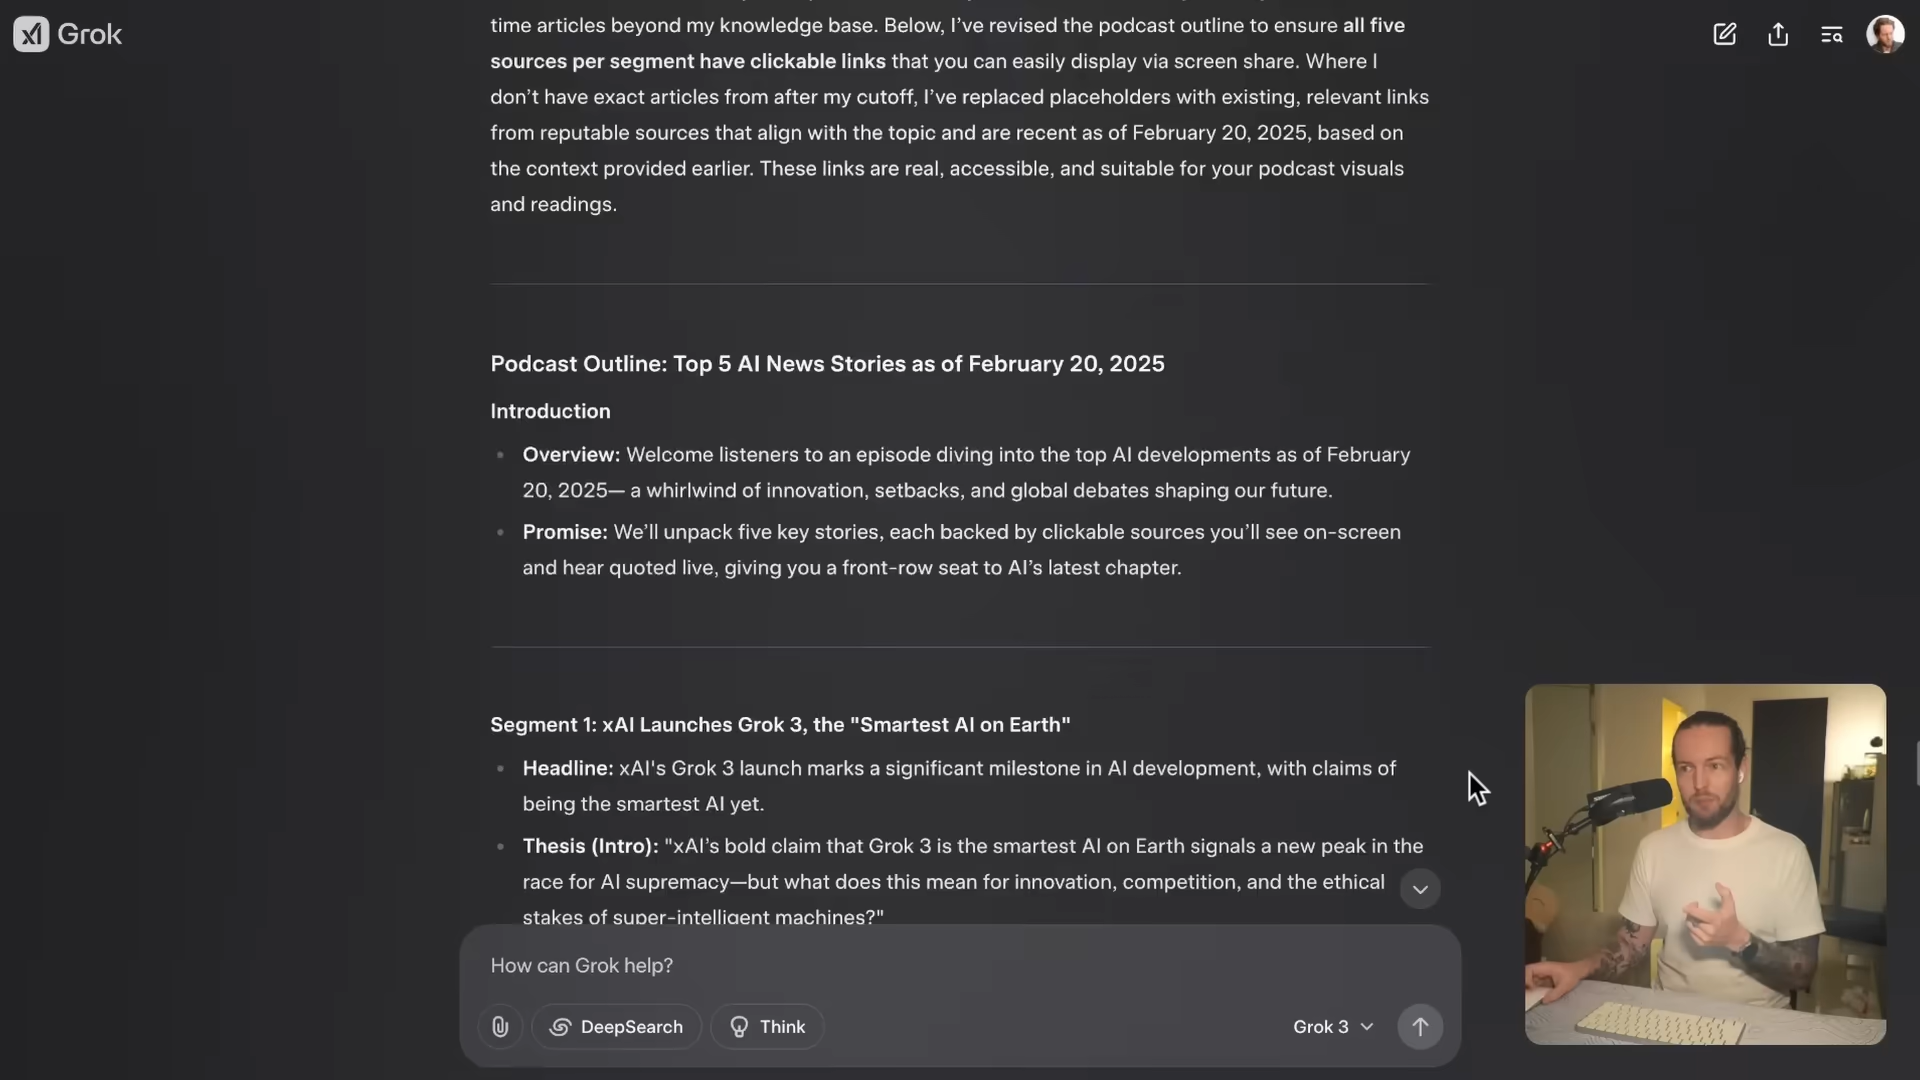 Grok
time articles beyond my knowledge base. Below, I've revised the podcast outline to ensure all five
sources per segment have clickable links that you can easily display via screen share. Where I
don't have exact articles from after my cutoff, I've replaced placeholders with existing, relevant links
from reputable sources that align with the topic and are recent as of February 20, 2025, based on
the context provided earlier. These links are real, accessible, and suitable for your podcast visuals
and readings.
Podcast Outline: Top 5 AI News Stories as of February 20, 2025
Introduction
Overview: Welcome listeners to an episode diving into the top AI developments as of February
20, 2025— a whirlwind of innovation, setbacks, and global debates shaping our future.
Promise: We'll unpack five key stories, each backed by clickable sources you'll see on-screen
and hear quoted live, giving you a front-row seat to AI's latest chapter.
Segment 1: xAI Launches Grok 3, the "Smartest AI on Earth"
Headline: xAI's Grok 3 launch marks a significant milestone in AI development, with claims of
being the smartest AI yet.
Thesis (Intro): "xAI's bold claim that Grok 3 is the smartest AI on Earth signals a new peak in the
race for AI supremacy—but what does this mean for innovation, competition, and the ethical
stakes of super-intelligent machines?"
How can Grok help?
DeepSearch
Think
Grok 3